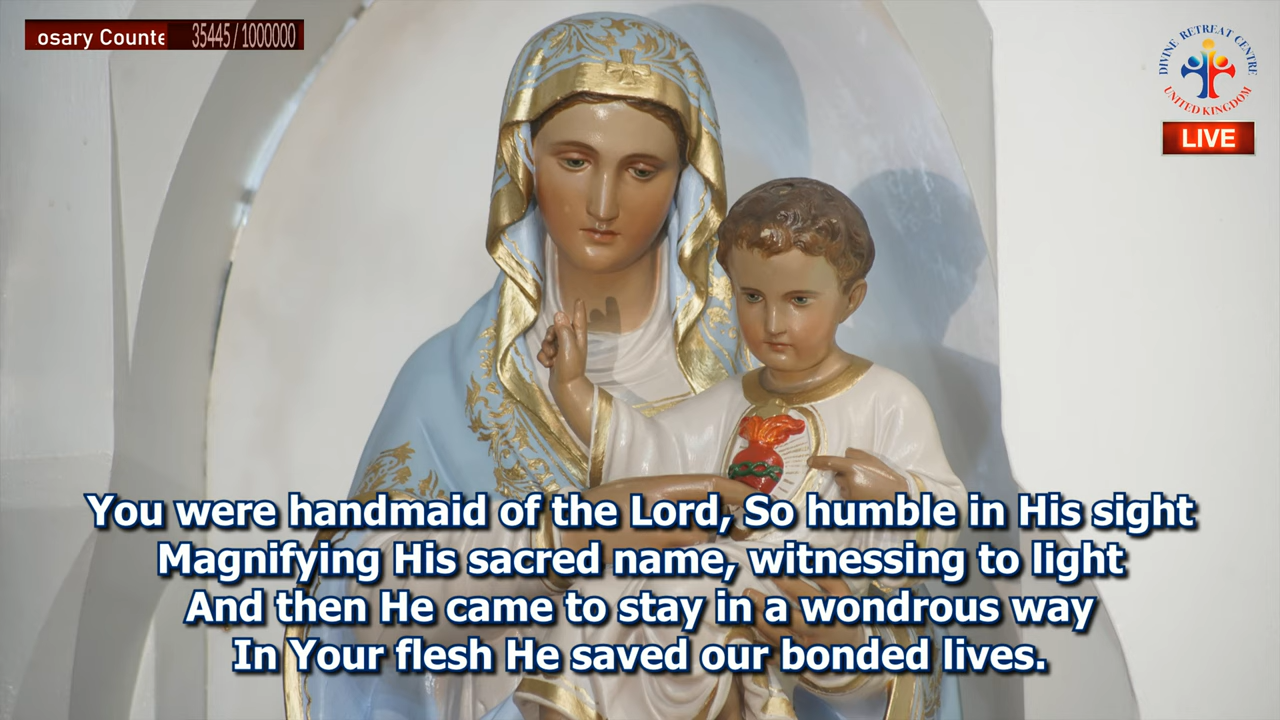 osary Counte 35445/1000000
DIVINE RETREAT CENTRE
UNITED KINGDOM
LIVE
You were handmaid of the Lord, So humble in His sight
Magnifying His sacred name, witnessing to light
And then He came to stay in a wondrous way
In Your flesh He saved our bonded lives.